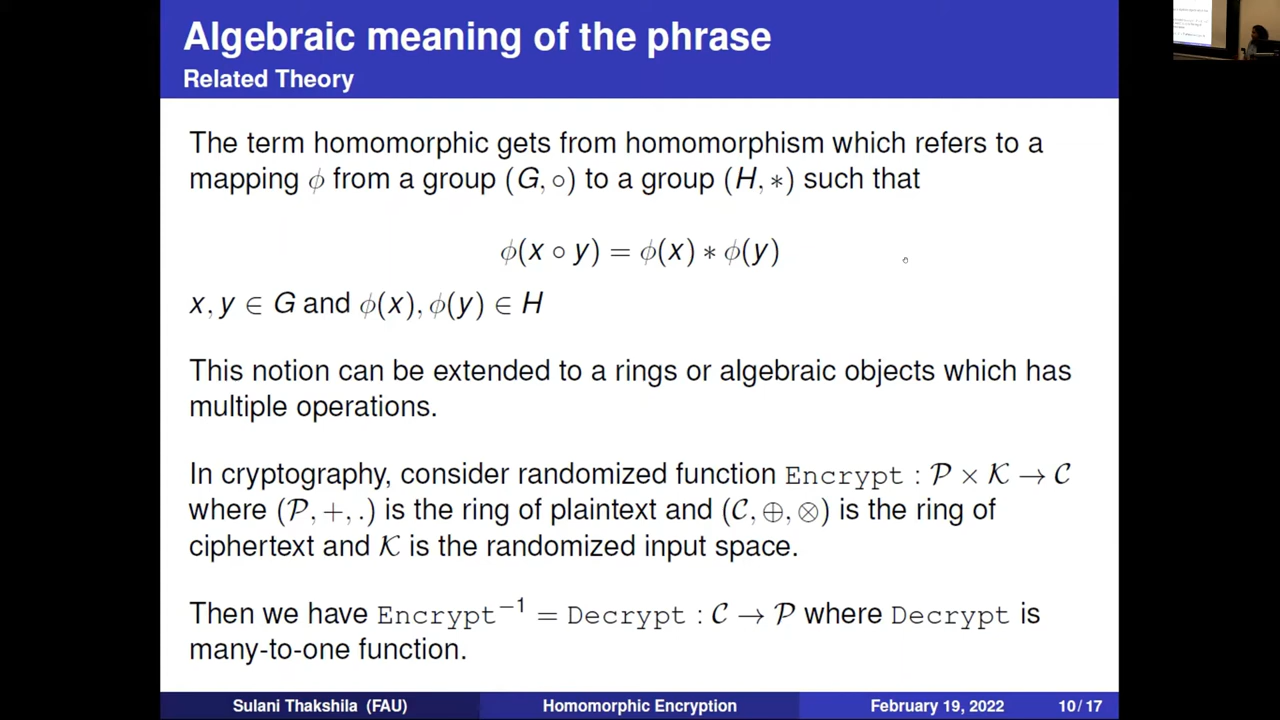 Algebraic meaning of the phrase
Related Theory
The term homomorphic gets from homomorphism which refers to a
mapping ϕ from a group (G, ∘) to a group (H, ∗) such that
ϕ(x ∘ y) = ϕ(x) ∗ ϕ(y)
x, y ∈ G and ϕ(x), ϕ(y) ∈ H
This notion can be extended to a rings or algebraic objects which has
multiple operations.
In cryptography, consider randomized function Encrypt : 𝒫 × 𝒦 → 𝒞
where (𝒫, +, .) is the ring of plaintext and (𝒞, ⊕, ⊗) is the ring of
ciphertext and 𝒦 is the randomized input space.
Then we have Encrypt⁻¹ = Decrypt : 𝒞 → 𝒫 where Decrypt is
many-to-one function.
Sulani Thakshila (FAU) Homomorphic Encryption February 19, 2022 10 / 17